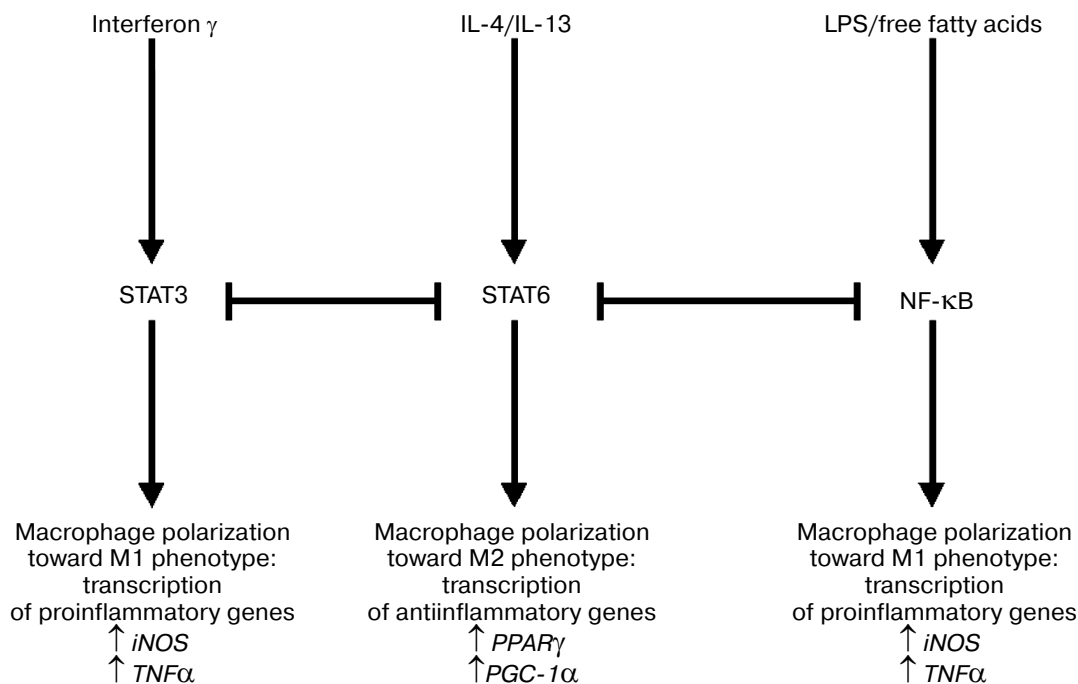 Interferon γ
IL-4/IL-13
LPS/free fatty acids
STAT3
STAT6
NF-κB
Macrophage polarization
toward M1 phenotype:
transcription
of proinflammatory genes
↑ iNOS
↑ TNFα
Macrophage polarization
toward M2 phenotype:
transcription
of antiinflammatory genes
↑ PPARγ
↑PGC-1α
Macrophage polarization
toward M1 phenotype:
transcription
of proinflammatory genes
↑ iNOS
↑ TNFα